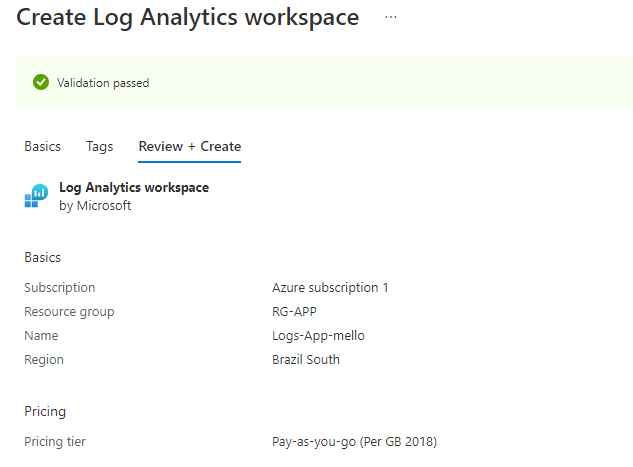 Create Log Analytics workspace ...
Validation passed
Basics Tags Review + Create
Log Analytics workspace
by Microsoft
Basics
Subscription Azure subscription 1
Resource group RG-APP
Name Logs-App-mello
Region Brazil South
Pricing
Pricing tier Pay-as-you-go (Per GB 2018)